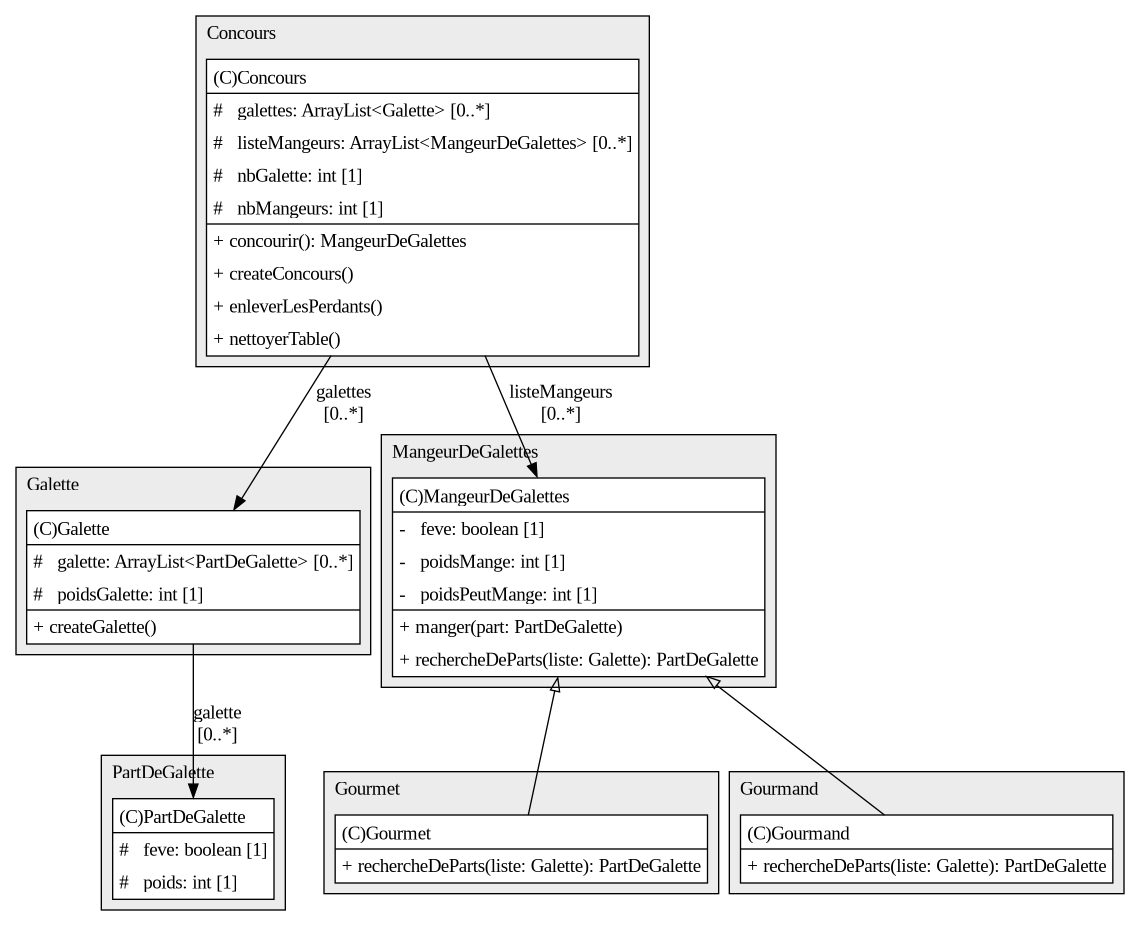 Concours
(C)Concours
# galettes: ArrayList<Galette> [0..*]
# listeMangeurs: ArrayList<MangeurDeGalettes> [0..*]
# nbGalette: int [1]
# nbMangeurs: int [1]
+ concourir(): MangeurDeGalettes
+ createConcours()
+ enleverLesPerdants()
+ nettoyerTable()
galettes
[0..*]
listeMangeurs
[0..*]
Galette
(C)Galette
# galette: ArrayList<PartDeGalette> [0..*]
# poidsGalette: int [1]
+ createGalette()
MangeurDeGalettes
(C)MangeurDeGalettes
- feve: boolean [1]
- poidsMange: int [1]
- poidsPeutMange: int [1]
+ manger(part: PartDeGalette)
+ rechercheDeParts(liste: Galette): PartDeGalette
galette
[0..*]
PartDeGalette
(C)PartDeGalette
# feve: boolean [1]
# poids: int [1]
Gourmet
(C)Gourmet
+ rechercheDeParts(liste: Galette): PartDeGalette
Gourmand
(C)Gourmand
+ rechercheDeParts(liste: Galette): PartDeGalette